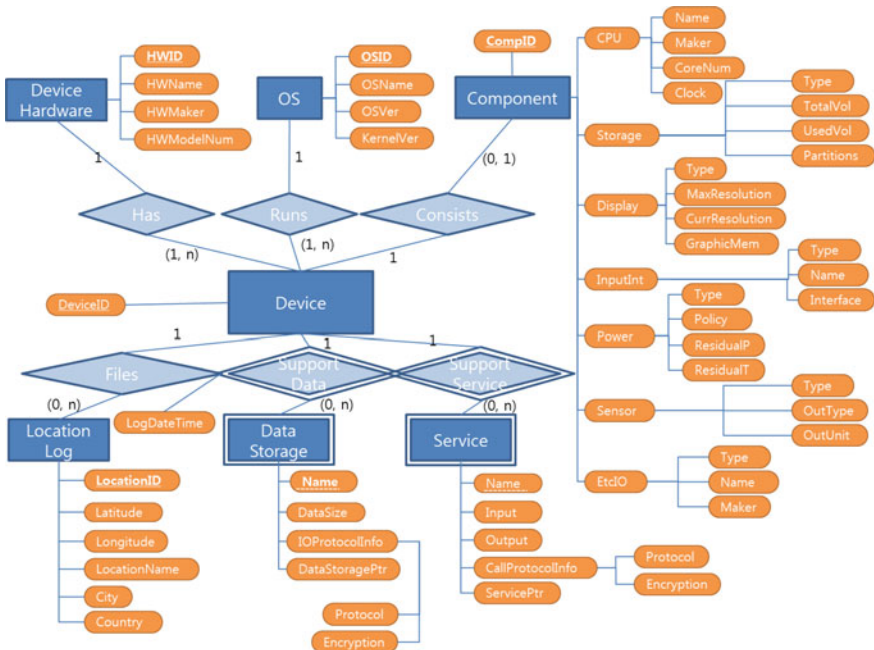 HWID
HWName
HWMaker
HWModelNum
Device
Hardware
OSID
OSName
OSVer
KernelVer
OS
CompID
Component
CPU
Name
Maker
CoreNum
Clock
Storage
Type
TotalVol
UsedVol
Partitions
Display
Type
MaxResolution
CurrResolution
GraphicMem
InputInt
Type
Name
Interface
Power
Type
Policy
ResidualP
ResidualT
Sensor
Type
OutType
OutUnit
EtcIO
Type
Name
Maker
1
1
(0, 1)
Has
Runs
Consists
(1, n)
(1, n)
1
DeviceID
Device
1
1
1
Files
Support
Data
Support
Service
(0, n)
LogDateTime
(0, n)
(0, n)
Location
Log
Data
Storage
Service
LocationID
Latitude
Longitude
LocationName
City
Country
Name
DataSize
IOProtocolInfo
DataStoragePtr
Protocol
Encryption
Name
Input
Output
CallProtocolInfo
ServicePtr
Protocol
Encryption